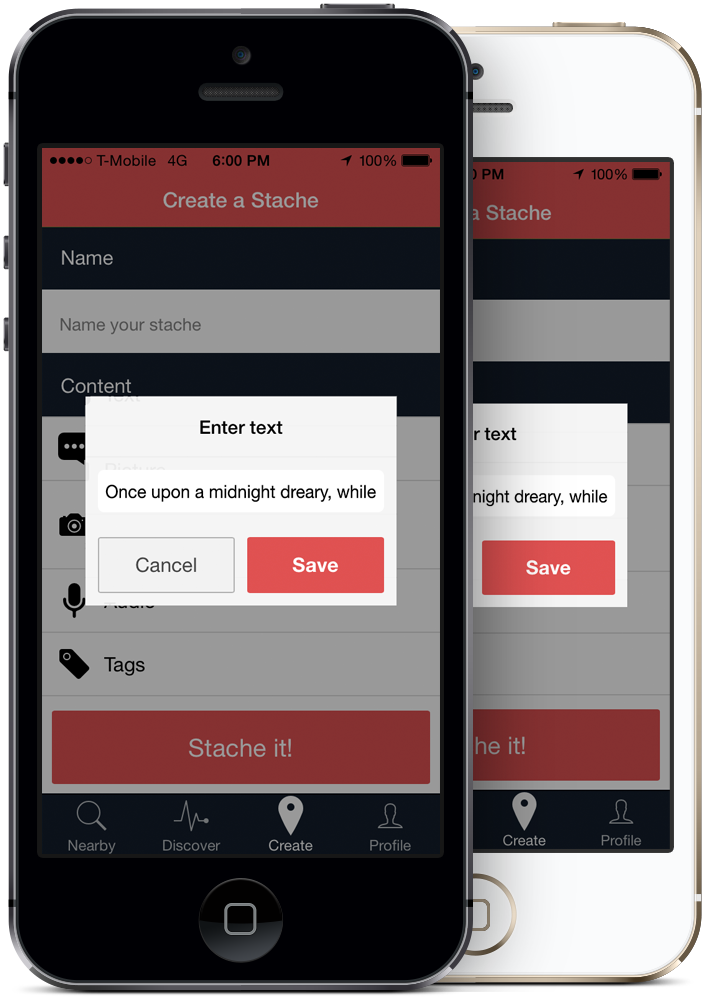 T-Mobile 4G 6:00 PM 100%
Create a Stache
Name
Name your stache
Content
Text
Picture
Enter text
Once upon a midnight dreary, while
Cancel Save
Audio
Tags
Stache it!
Nearby Discover Create Profile
PM 100%
a Stache
text
night dreary, while
Save
he it!
Create Profile